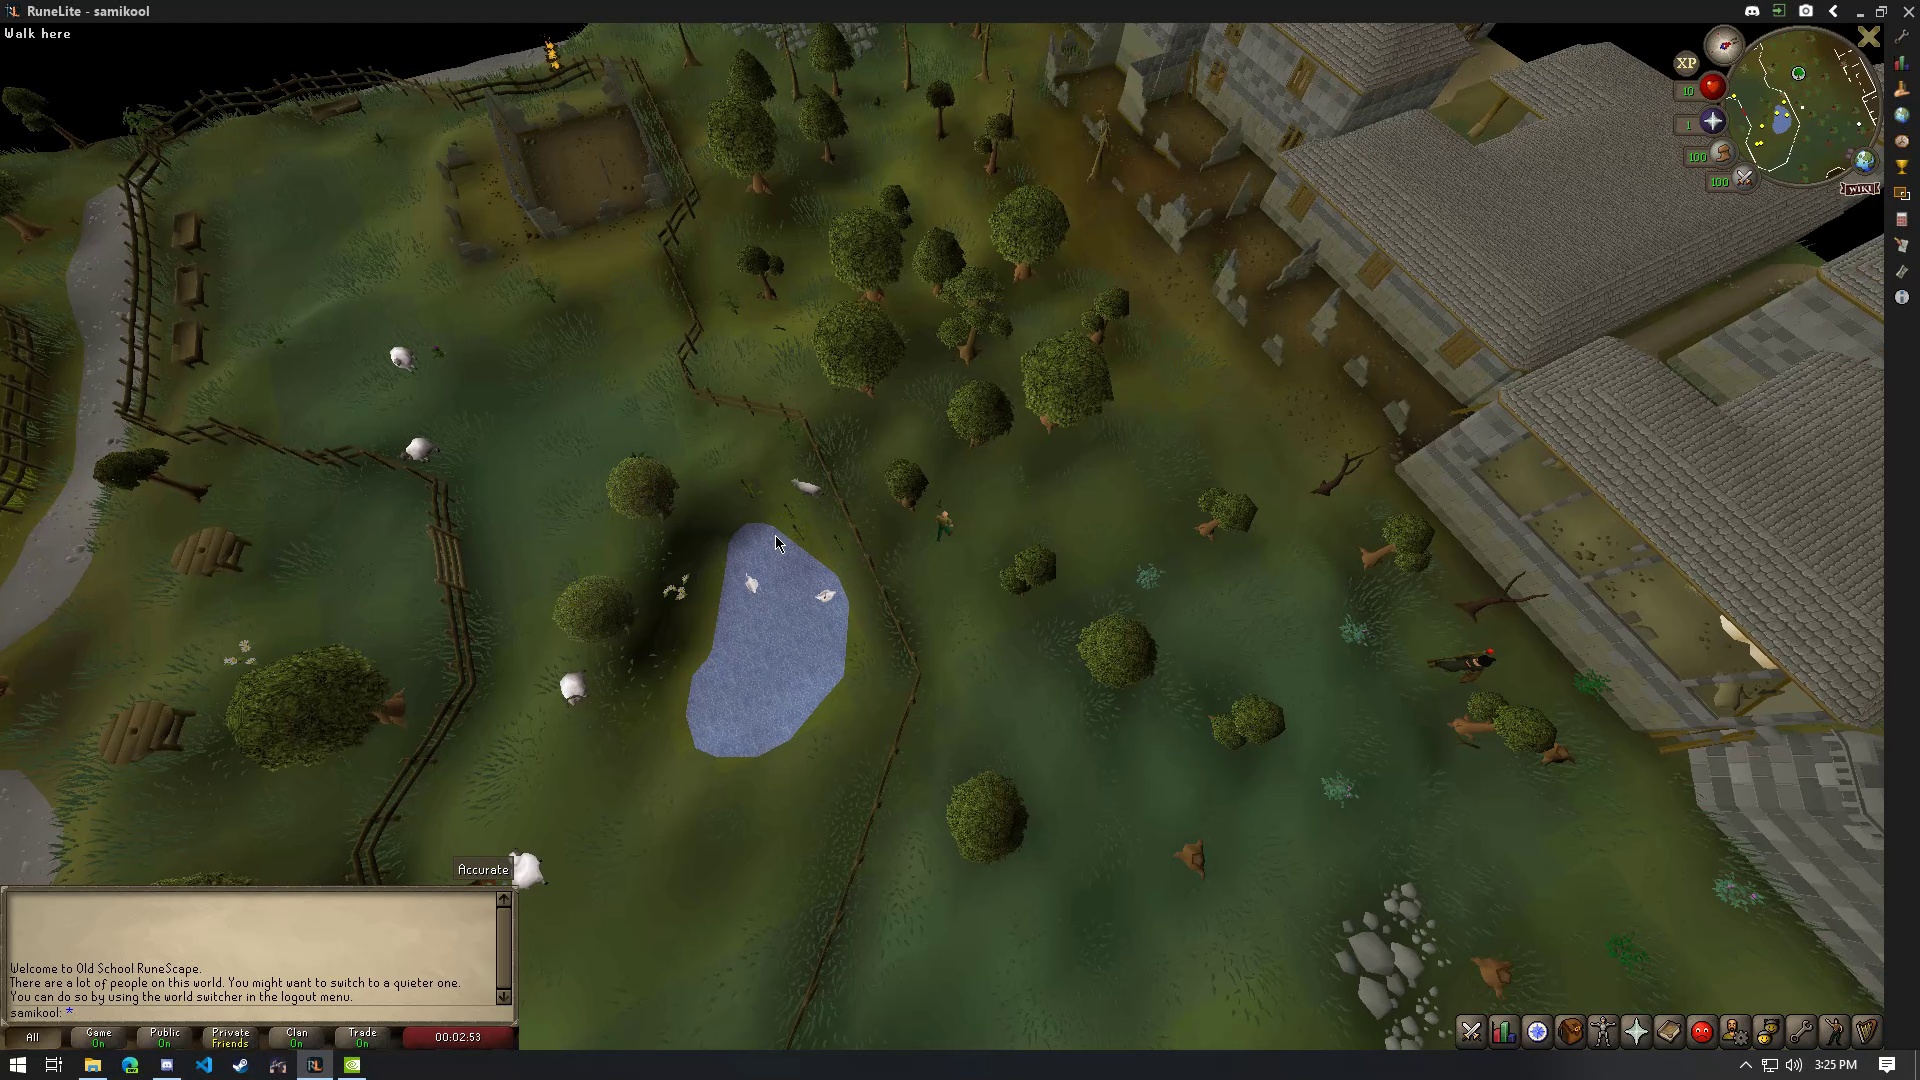 RuneLite - samikool
Walk here
XP
10
1
100
100
WIKI
Accurate
Welcome to Old School RuneScape.
There are a lot of people on this world. You might want to switch to a quieter one.
You can do so by using the world switcher in the logout menu.
samikool: *
All
Game
On
Public
On
Private
Friends
Clan
On
Trade
On
00:02:53
3:25 PM